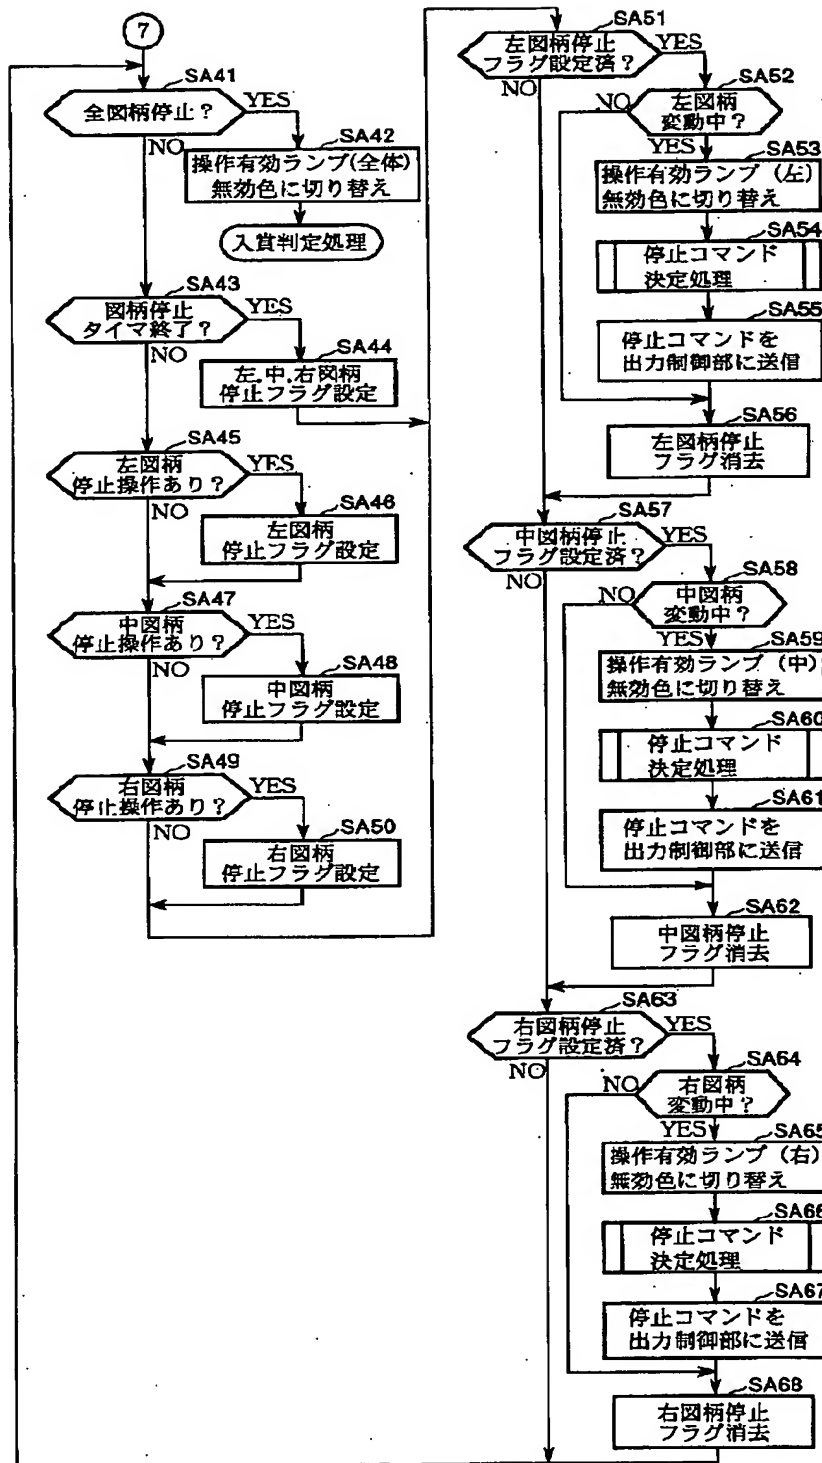 7
SA41
全図柄停止？
YES
NO
SA42
操作有効ランプ(全体)
無効色に切り替え
入賞判定処理
SA43
図柄停止
タイマ終了？
YES
NO
SA44
左.中.右図柄
停止フラグ設定
SA45
左図柄
停止操作あり？
YES
NO
SA46
左図柄
停止フラグ設定
SA47
中図柄
停止操作あり？
YES
NO
SA48
中図柄
停止フラグ設定
SA49
右図柄
停止操作あり？
YES
NO
SA50
右図柄
停止フラグ設定
SA51
左図柄停止
フラグ設定済？
YES
NO
SA52
左図柄
変動中？
NO
YES
SA53
操作有効ランプ（左）
無効色に切り替え
SA54
停止コマンド
決定処理
SA55
停止コマンドを
出力制御部に送信
SA56
左図柄停止
フラグ消去
SA57
中図柄停止
フラグ設定済？
YES
NO
SA58
中図柄
変動中？
NO
YES
SA59
操作有効ランプ（中）
無効色に切り替え
SA60
停止コマンド
決定処理
SA61
停止コマンドを
出力制御部に送信
SA62
中図柄停止
フラグ消去
SA63
右図柄停止
フラグ設定済？
YES
NO
SA64
右図柄
変動中？
NO
YES
SA65
操作有効ランプ（右）
無効色に切り替え
SA66
停止コマンド
決定処理
SA67
停止コマンドを
出力制御部に送信
SA68
右図柄停止
フラグ消去